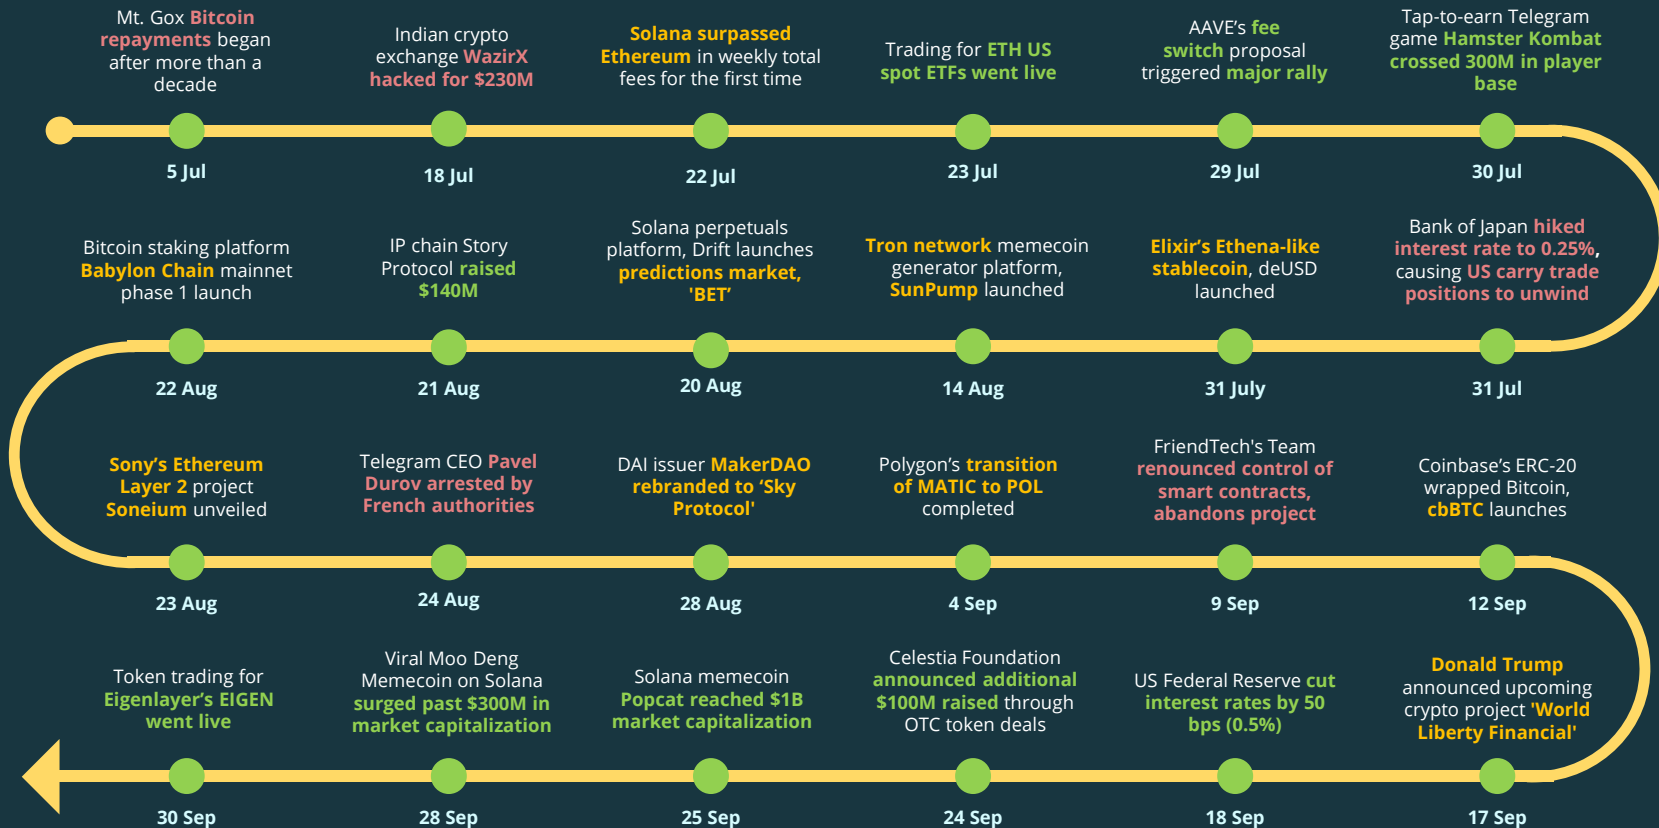 Mt. Gox Bitcoin
repayments began
after more than a
decade
5 Jul
Indian crypto
exchange WazirX
hacked for $230M
18 Jul
Solana surpassed
Ethereum in weekly total
fees for the first time
22 Jul
Trading for ETH US
spot ETFs went live
23 Jul
AAVE’s fee
switch proposal
triggered major rally
29 Jul
Tap-to-earn Telegram
game Hamster Kombat
crossed 300M in player
base
30 Jul
Bank of Japan hiked
interest rate to 0.25%,
causing US carry trade
positions to unwind
31 Jul
Elixir’s Ethena-like
stablecoin, deUSD
launched
31 July
Tron network memecoin
generator platform,
SunPump launched
14 Aug
Solana perpetuals
platform, Drift launches
predictions market,
'BET’
20 Aug
IP chain Story
Protocol raised
$140M
21 Aug
Bitcoin staking platform
Babylon Chain mainnet
phase 1 launch
22 Aug
Sony’s Ethereum
Layer 2 project
Soneium unveiled
23 Aug
Telegram CEO Pavel
Durov arrested by
French authorities
24 Aug
DAI issuer MakerDAO
rebranded to ‘Sky
Protocol'
28 Aug
Polygon’s transition
of MATIC to POL
completed
4 Sep
FriendTech's Team
renounced control of
smart contracts,
abandons project
9 Sep
Coinbase’s ERC-20
wrapped Bitcoin,
cbBTC launches
12 Sep
Donald Trump
announced upcoming
crypto project 'World
Liberty Financial'
17 Sep
US Federal Reserve cut
interest rates by 50
bps (0.5%)
18 Sep
Celestia Foundation
announced additional
$100M raised through
OTC token deals
24 Sep
Solana memecoin
Popcat reached $1B
market capitalization
25 Sep
Viral Moo Deng
Memecoin on Solana
surged past $300M in
market capitalization
28 Sep
Token trading for
Eigenlayer’s EIGEN
went live
30 Sep